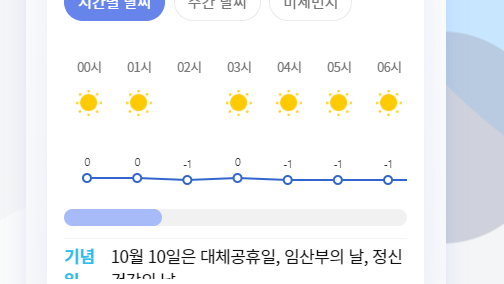 시간별 날씨 주간 날씨 미세먼지
00시 01시 02시 03시 04시 05시 06시
0 0 -1 0 -1 -1 -1
기념 10월 10일은 대체공휴일, 임산부의 날, 정신
일 건강의 날